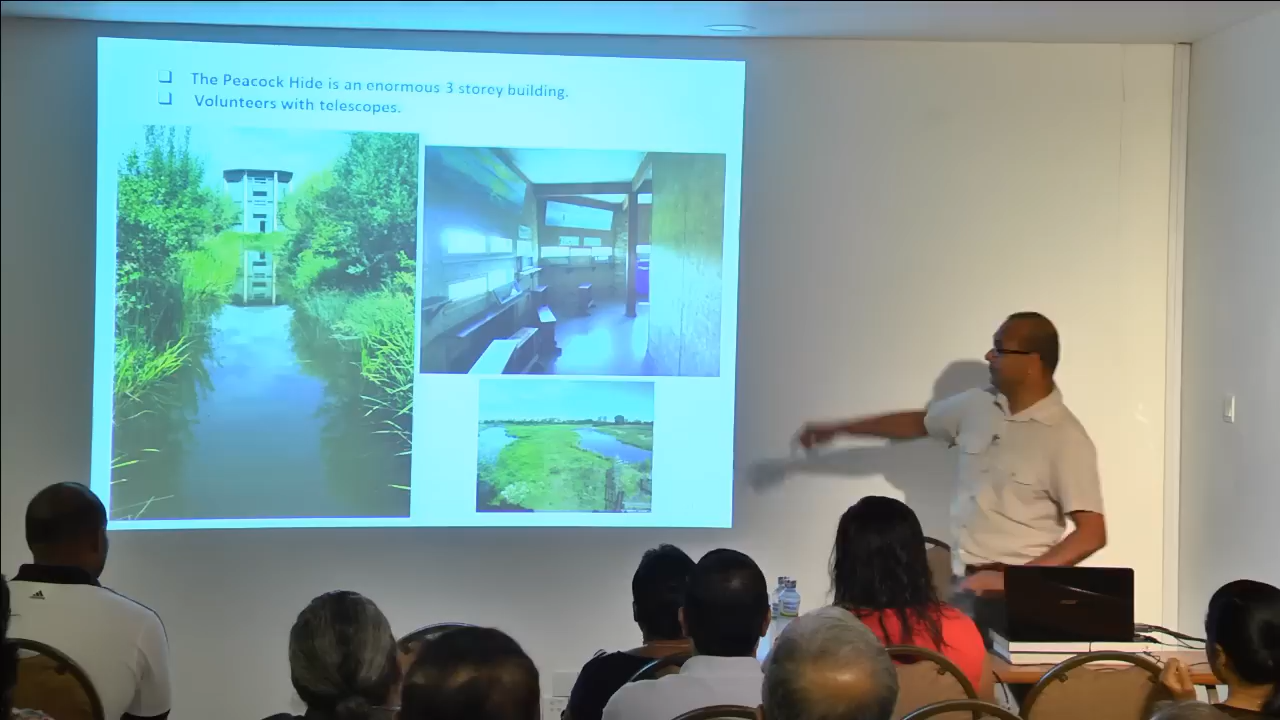 ❑ The Peacock Hide is an enormous 3 storey building.
❑ Volunteers with telescopes.